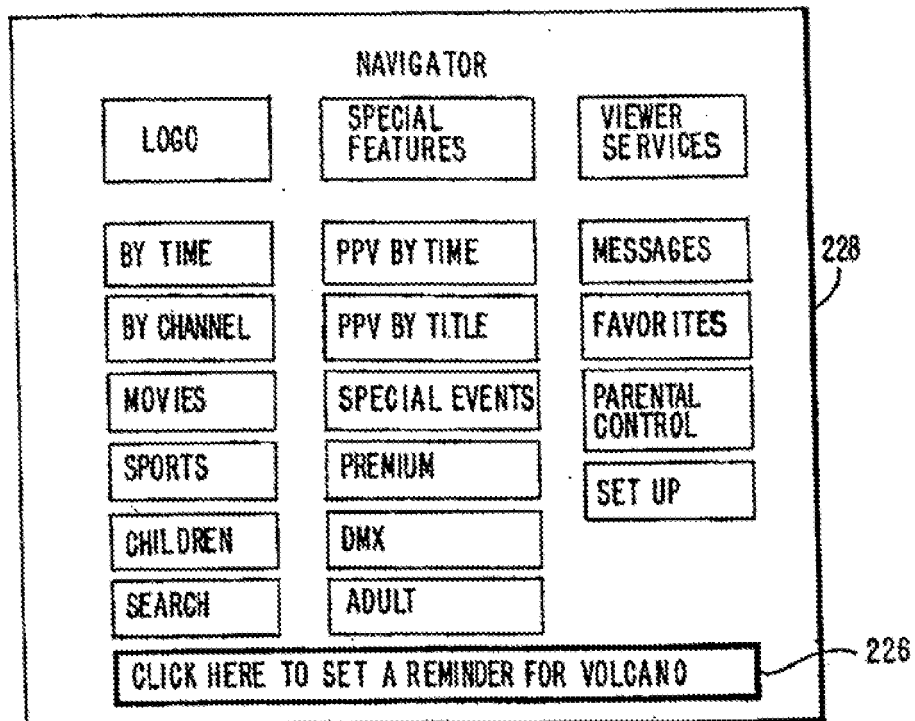 NAVIGATOR
LOGO
SPECIAL
FEATURES
VIEWER
SERVICES
BY TIME
PPV BY TIME
MESSAGES
BY CHANNEL
PPV BY TITLE
FAVORITES
MOVIES
SPECIAL EVENTS
PARENTAL
CONTROL
SPORTS
PREMIUM
SET UP
CHILDREN
DMX
SEARCH
ADULT
CLICK HERE TO SET A REMINDER FOR VOLCANO
228
226